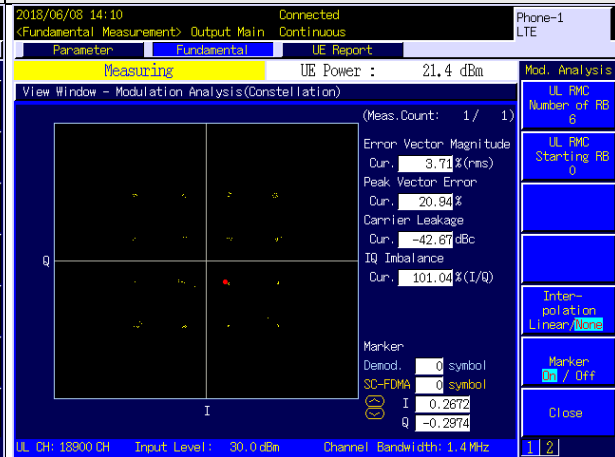 2018/06/08 14:10 Connected Phone-1
<Fundamental Measurement> Output Main Continuous LTE
Parameter Fundamental UE Report
Measuring UE Power : 21.4 dBm Mod. Analysis
View Window - Modulation Analysis(Constellation)
UL RMC
Number of RB
6
(Meas.Count: 1/ 1)
Error Vector Magnitude
Cur. 3.71 %(rms)
UL RMC
Starting RB
0
Peak Vector Error
Cur. 20.94 %
Carrier Leakage
Cur. -42.67 dBc
IQ Imbalance
Cur. 101.04 %(I/Q)
Q
I
Inter-
polation
Linear/None
Marker
Demod. 0 symbol
SC-FDMA 0 symbol
I 0.2672
Q -0.2974
Marker
On / Off
Close
UL CH: 18900 CH Input Level: 30.0 dBm Channel Bandwidth: 1.4 MHz 1 2